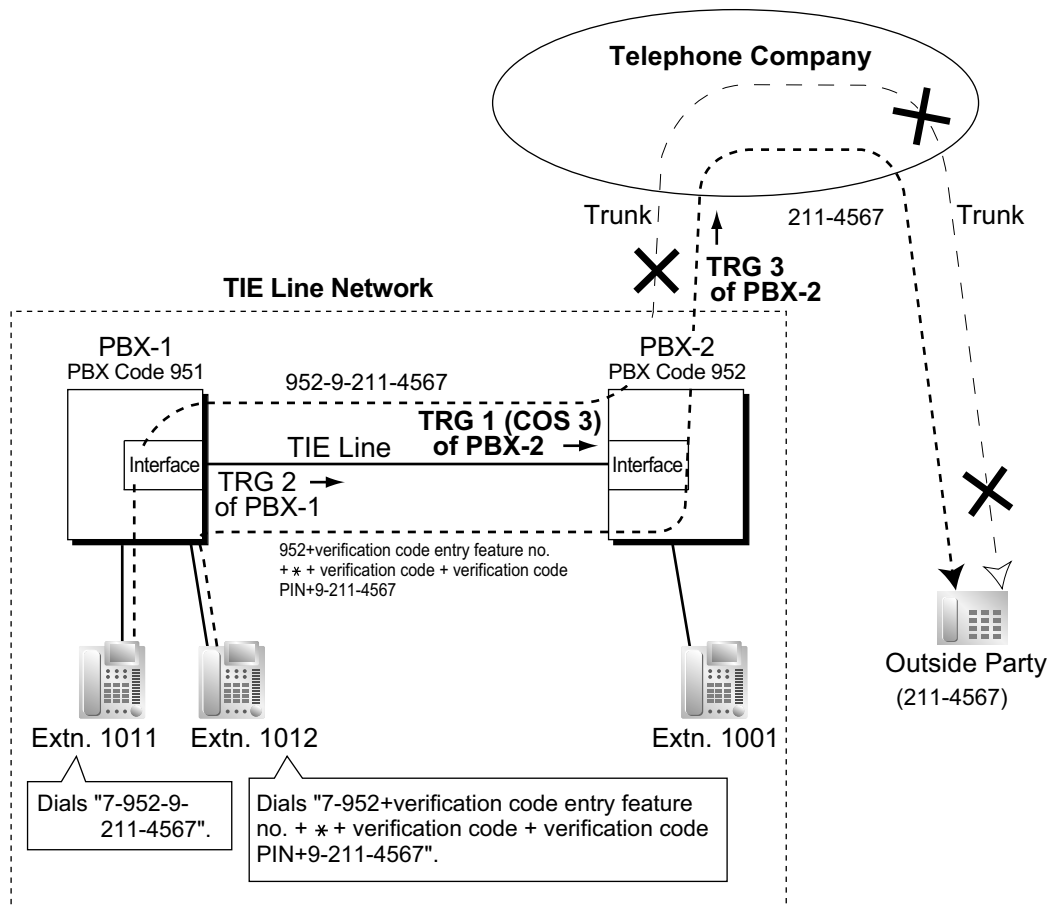 Telephone Company
Trunk
211-4567
Trunk
TRG 3
of PBX-2
TIE Line Network
PBX-1
PBX Code 951
PBX-2
PBX Code 952
952-9-211-4567
TRG 1 (COS 3)
of PBX-2
TIE Line
Interface
Interface
TRG 2
of PBX-1
952+verification code entry feature no.
+ * + verification code + verification code
PIN+9-211-4567
Outside Party
(211-4567)
Extn. 1011
Extn. 1012
Extn. 1001
Dials "7-952-9-
211-4567".
Dials "7-952+verification code entry feature
no. + * + verification code + verification code
PIN+9-211-4567".